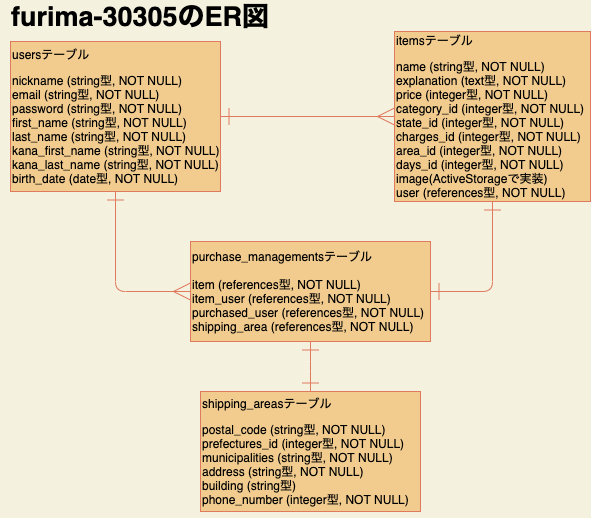 furima-30305のER図
usersテーブル
nickname (string型, NOT NULL)
email (string型, NOT NULL)
password (string型, NOT NULL)
first_name (string型, NOT NULL)
last_name (string型, NOT NULL)
kana_first_name (string型, NOT NULL)
kana_last_name (string型, NOT NULL)
birth_date (date型, NOT NULL)
itemsテーブル
name (string型, NOT NULL)
explanation (text型, NOT NULL)
price (integer型, NOT NULL)
category_id (integer型, NOT NULL)
state_id (integer型, NOT NULL)
charges_id (integer型, NOT NULL)
area_id (integer型, NOT NULL)
days_id (integer型, NOT NULL)
image(ActiveStorageで実装)
user (references型, NOT NULL)
purchase_managementsテーブル
item (references型, NOT NULL)
item_user (references型, NOT NULL)
purchased_user (references型, NOT NULL)
shipping_area (references型, NOT NULL)
shipping_areasテーブル
postal_code (string型, NOT NULL)
prefectures_id (integer型, NOT NULL)
municipalities (string型, NOT NULL)
address (string型, NOT NULL)
building (string型)
phone_number (integer型, NOT NULL)